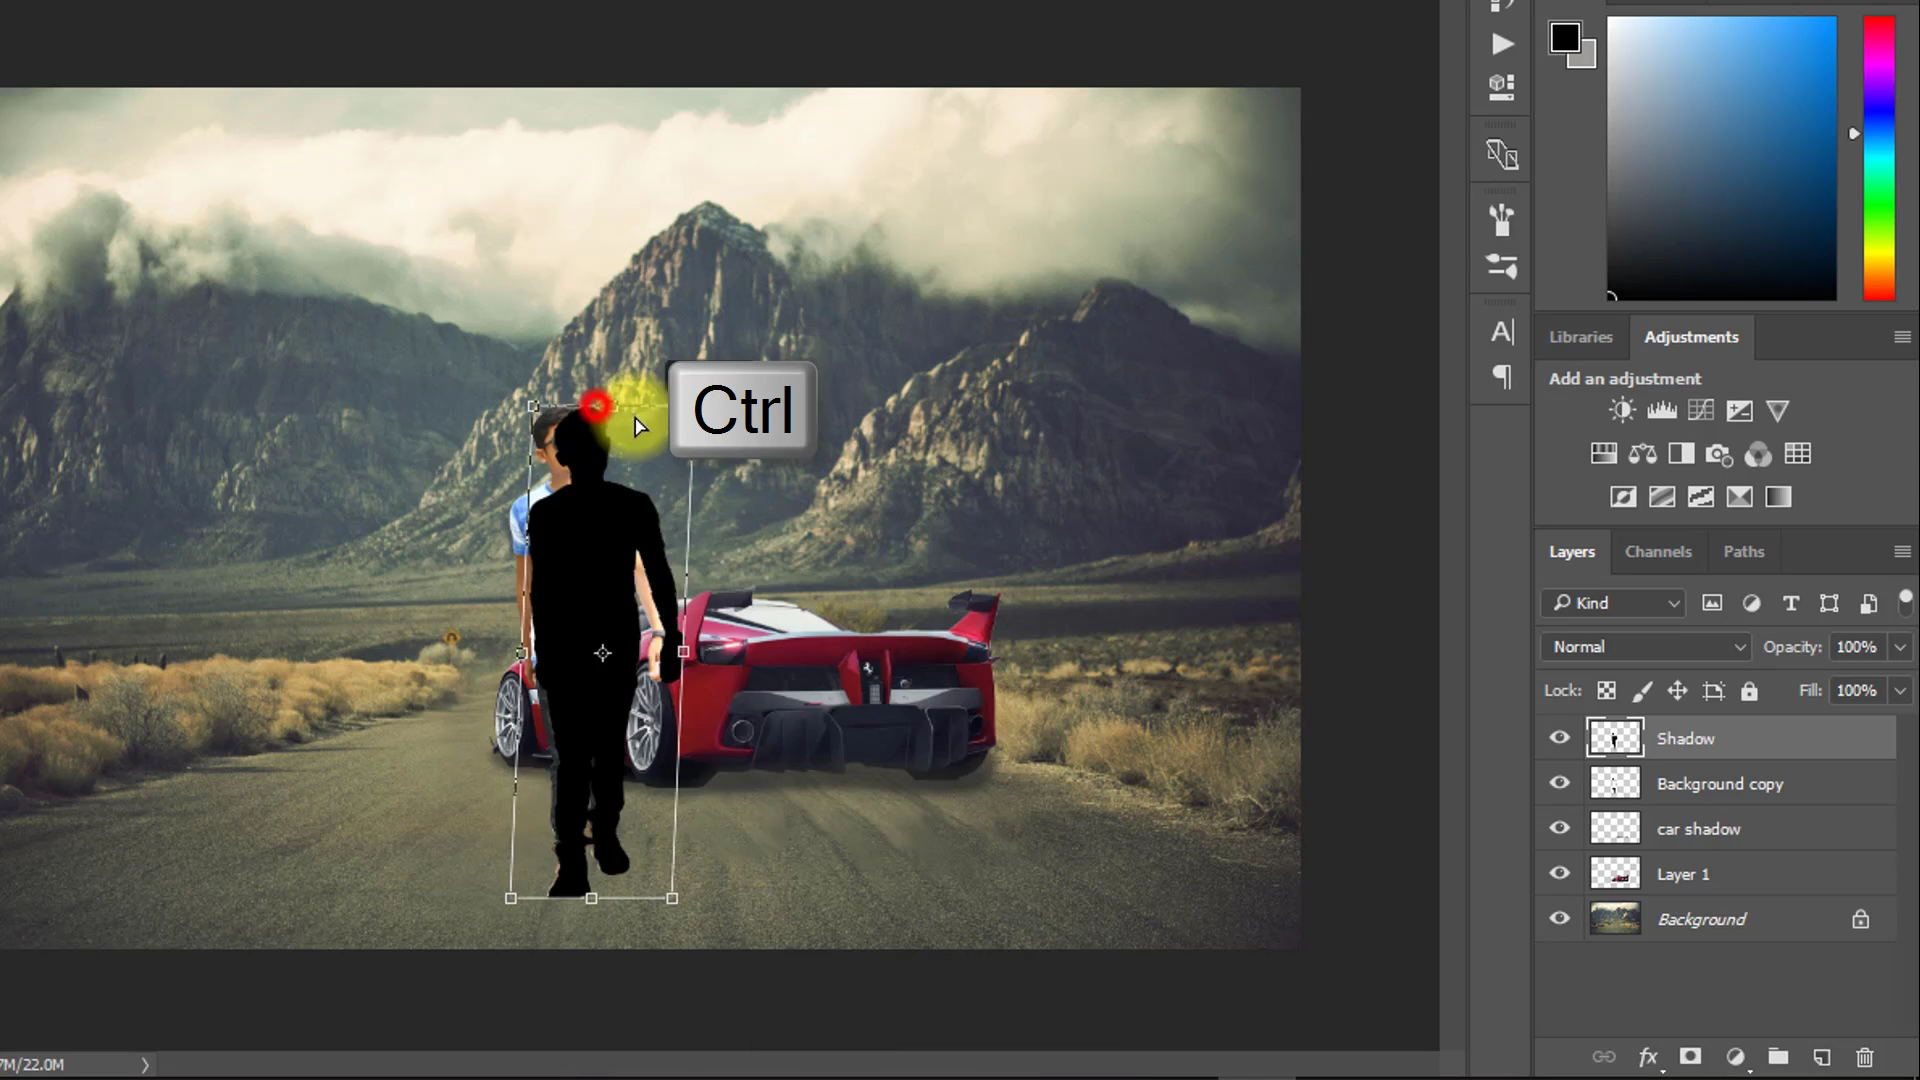 Ctrl
Libraries
Adjustments
Add an adjustment
Layers
Channels
Paths
Kind
Normal
Opacity: 100%
Lock:
Fill: 100%
Shadow
Background copy
car shadow
Layer 1
Background
7M/22.0M